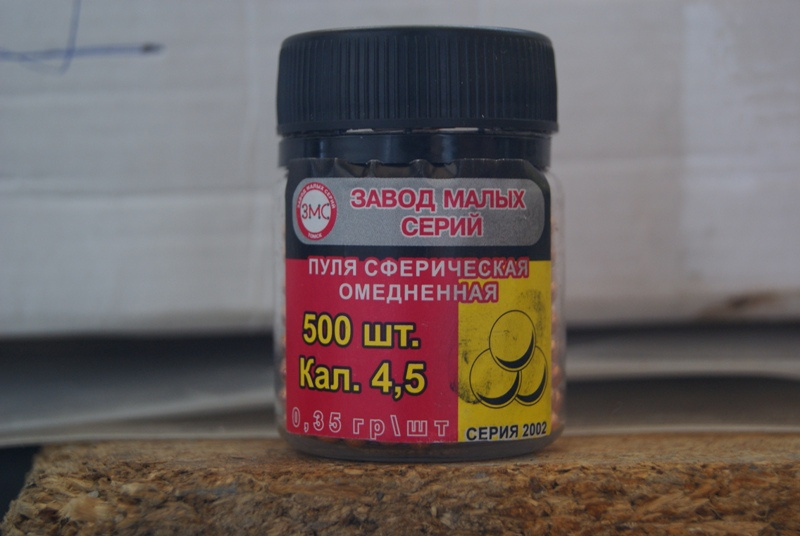 ЗМС
ЗАВОД МАЛЫХ
СЕРИЙ
ПУЛЯ СФЕРИЧЕСКАЯ
ОМЕДНЕННАЯ
500 шт.
Кал. 4,5
0,35 гр\шт
СЕРИЯ 2002